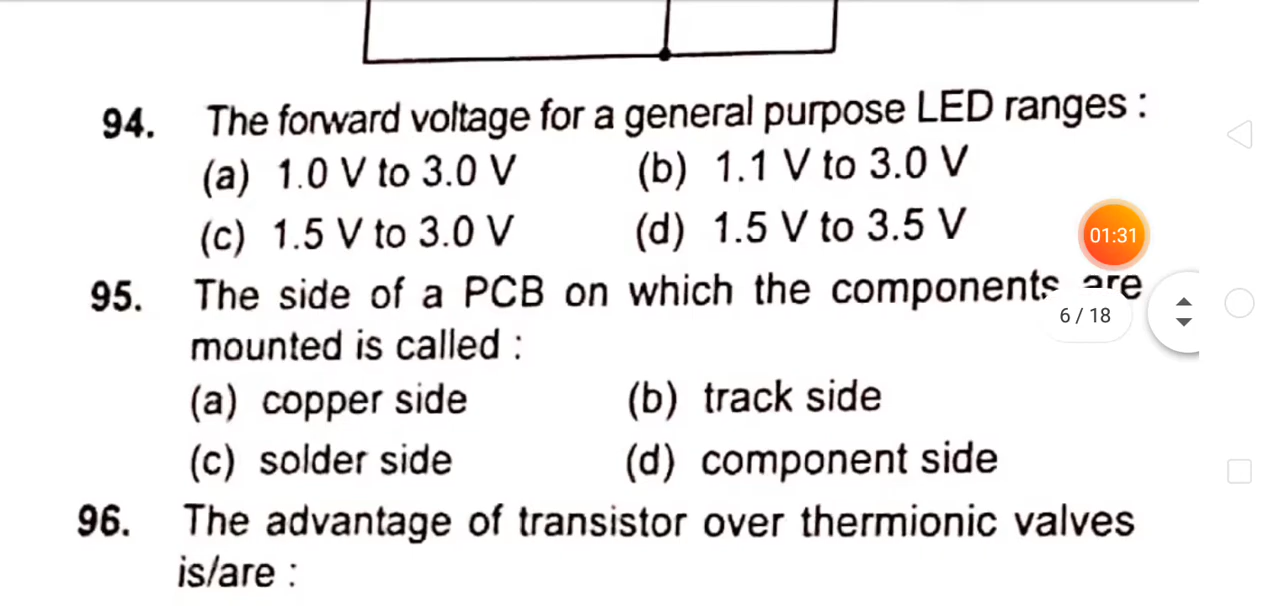 94. The forward voltage for a general purpose LED ranges :
(a) 1.0 V to 3.0 V (b) 1.1 V to 3.0 V
(c) 1.5 V to 3.0 V (d) 1.5 V to 3.5 V
01:31
95. The side of a PCB on which the components are
6 / 18
mounted is called :
(a) copper side (b) track side
(c) solder side (d) component side
96. The advantage of transistor over thermionic valves
is/are :